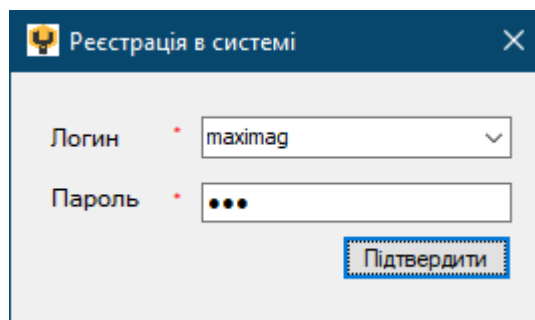 Реєстрація в системі
Логин * maximag
Пароль * ●●●
Підтвердити